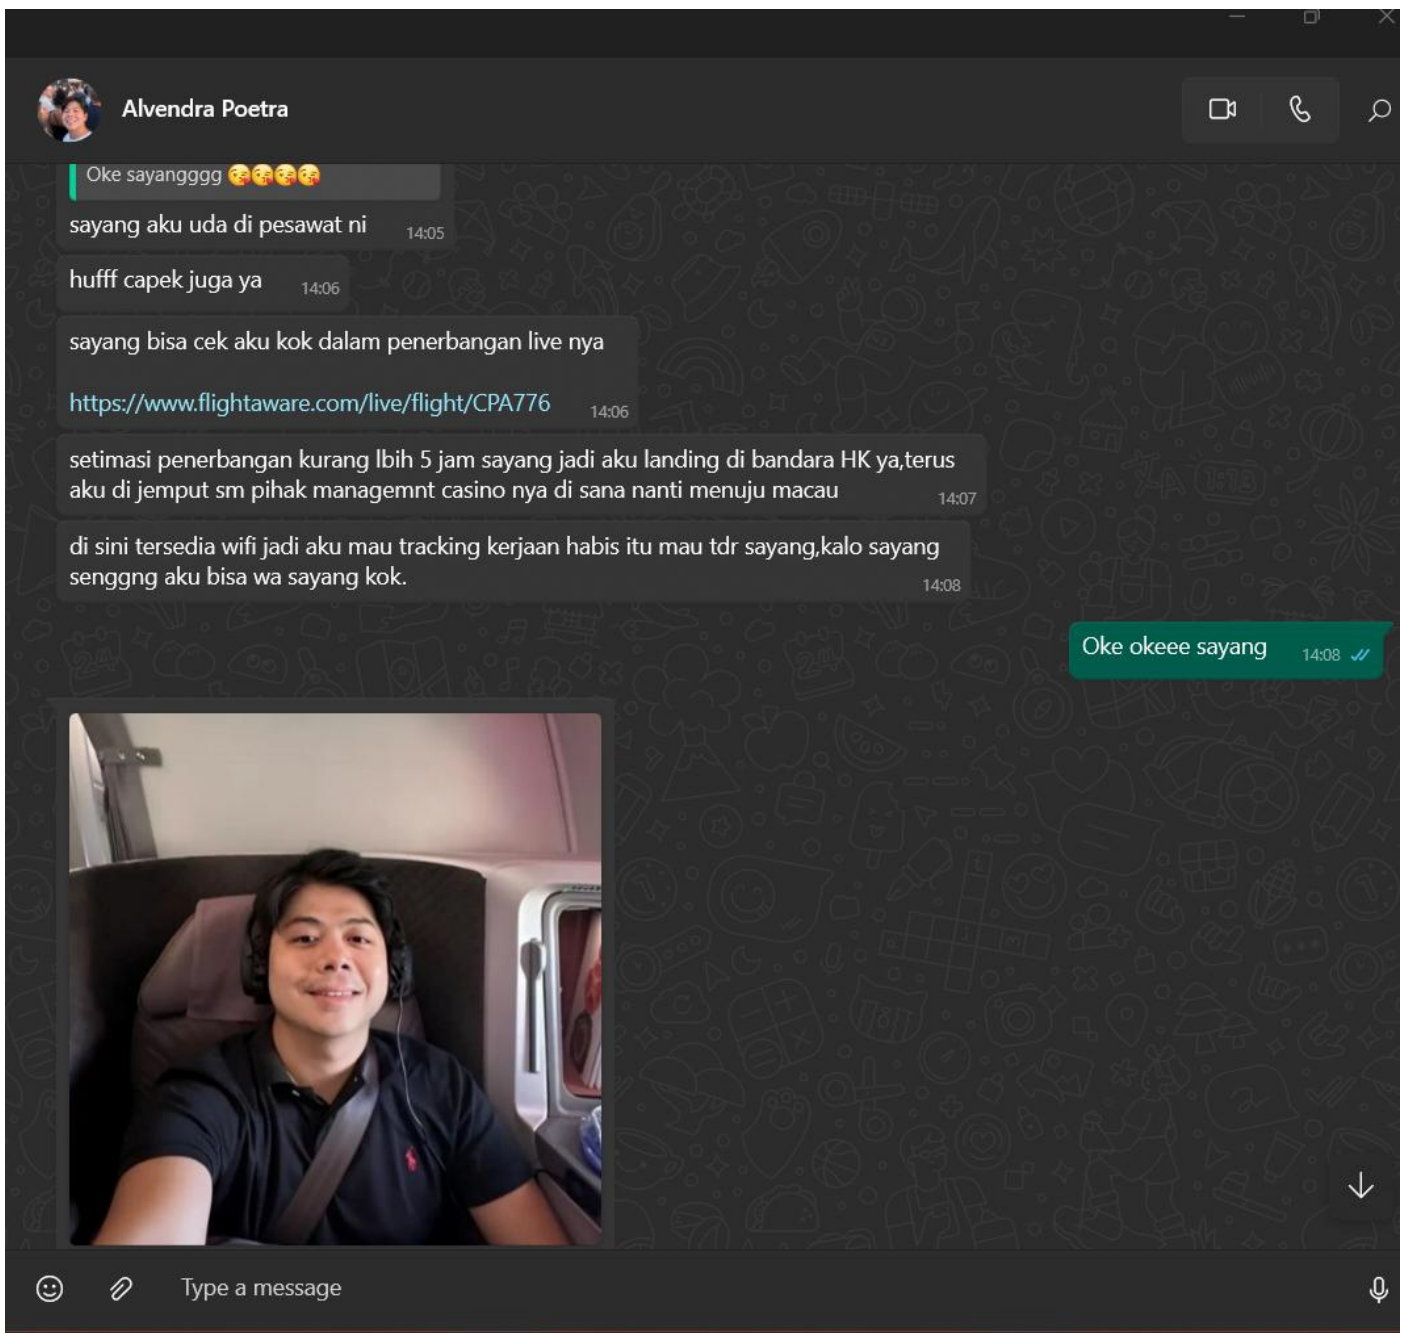 Alvendra Poetra
Oke sayangggg 😘😘😘😘
sayang aku uda di pesawat ni 14:05
hufff capek juga ya 14:06
sayang bisa cek aku kok dalam penerbangan live nya
https://www.flightaware.com/live/flight/CPA776 14:06
setimasi penerbangan kurang lbih 5 jam sayang jadi aku landing di bandara HK ya,terus
aku di jemput sm pihak managemnt casino nya di sana nanti menuju macau 14:07
di sini tersedia wifi jadi aku mau tracking kerjaan habis itu mau tdr sayang,kalo sayang
senggng aku bisa wa sayang kok. 14:08
Oke okeee sayang 14:08
Type a message